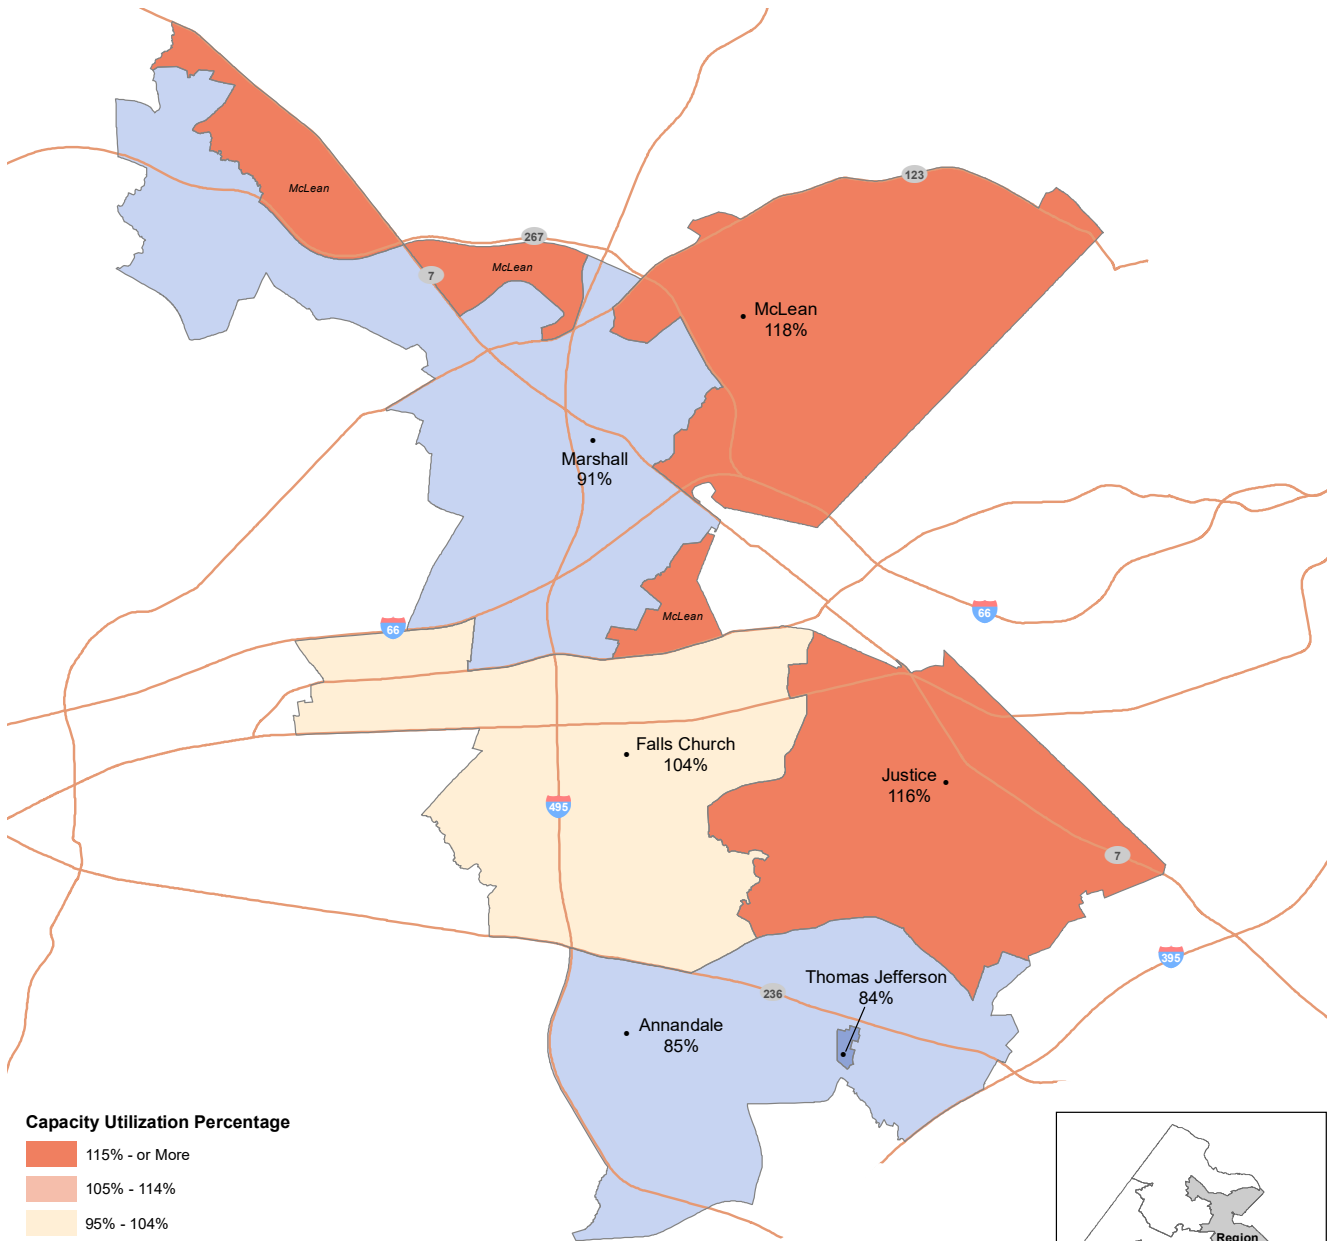 McLean
123
267
McLean
7
McLean
118%
Marshall
91%
66
66
McLean
Falls Church
104%
Justice
116%
495
7
395
Thomas Jefferson
84%
236
Annandale
85%
Capacity Utilization Percentage
115% - or More
105% - 114%
95% - 104%
Region